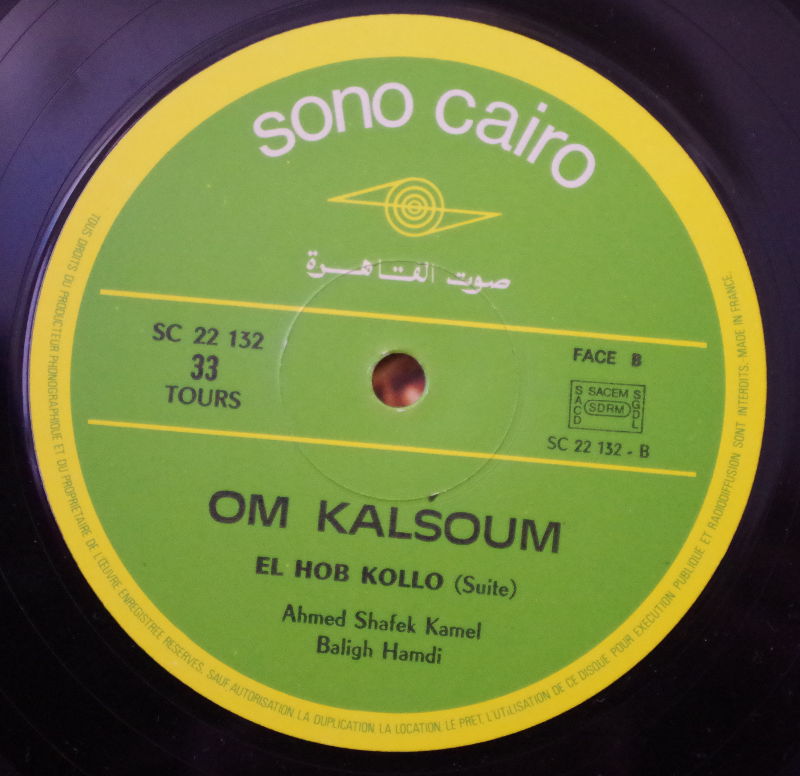 sono cairo
صوت القاهرة
SC 22 132
33
TOURS
FACE B
SACEM
SACD
SDRM
SGDL
SC 22 132 - B
OM KALSOUM
EL HOB KOLLO (Suite)
Ahmed Shafek Kamel
Baligh Hamdi
TOUS DROITS DU PRODUCTEUR PHONOGRAPHIQUE ET DU PROPRIETAIRE DE L'ŒUVRE ENREGISTREE RESERVES. SAUF AUTORISATION LA DUPLICATION, LA LOCATION, LE PRET, L'UTILISATION DE CE DISQUE POUR EXECUTION PUBLIQUE ET RADIODIFFUSION SONT INTERDITS. MADE IN FRANCE.